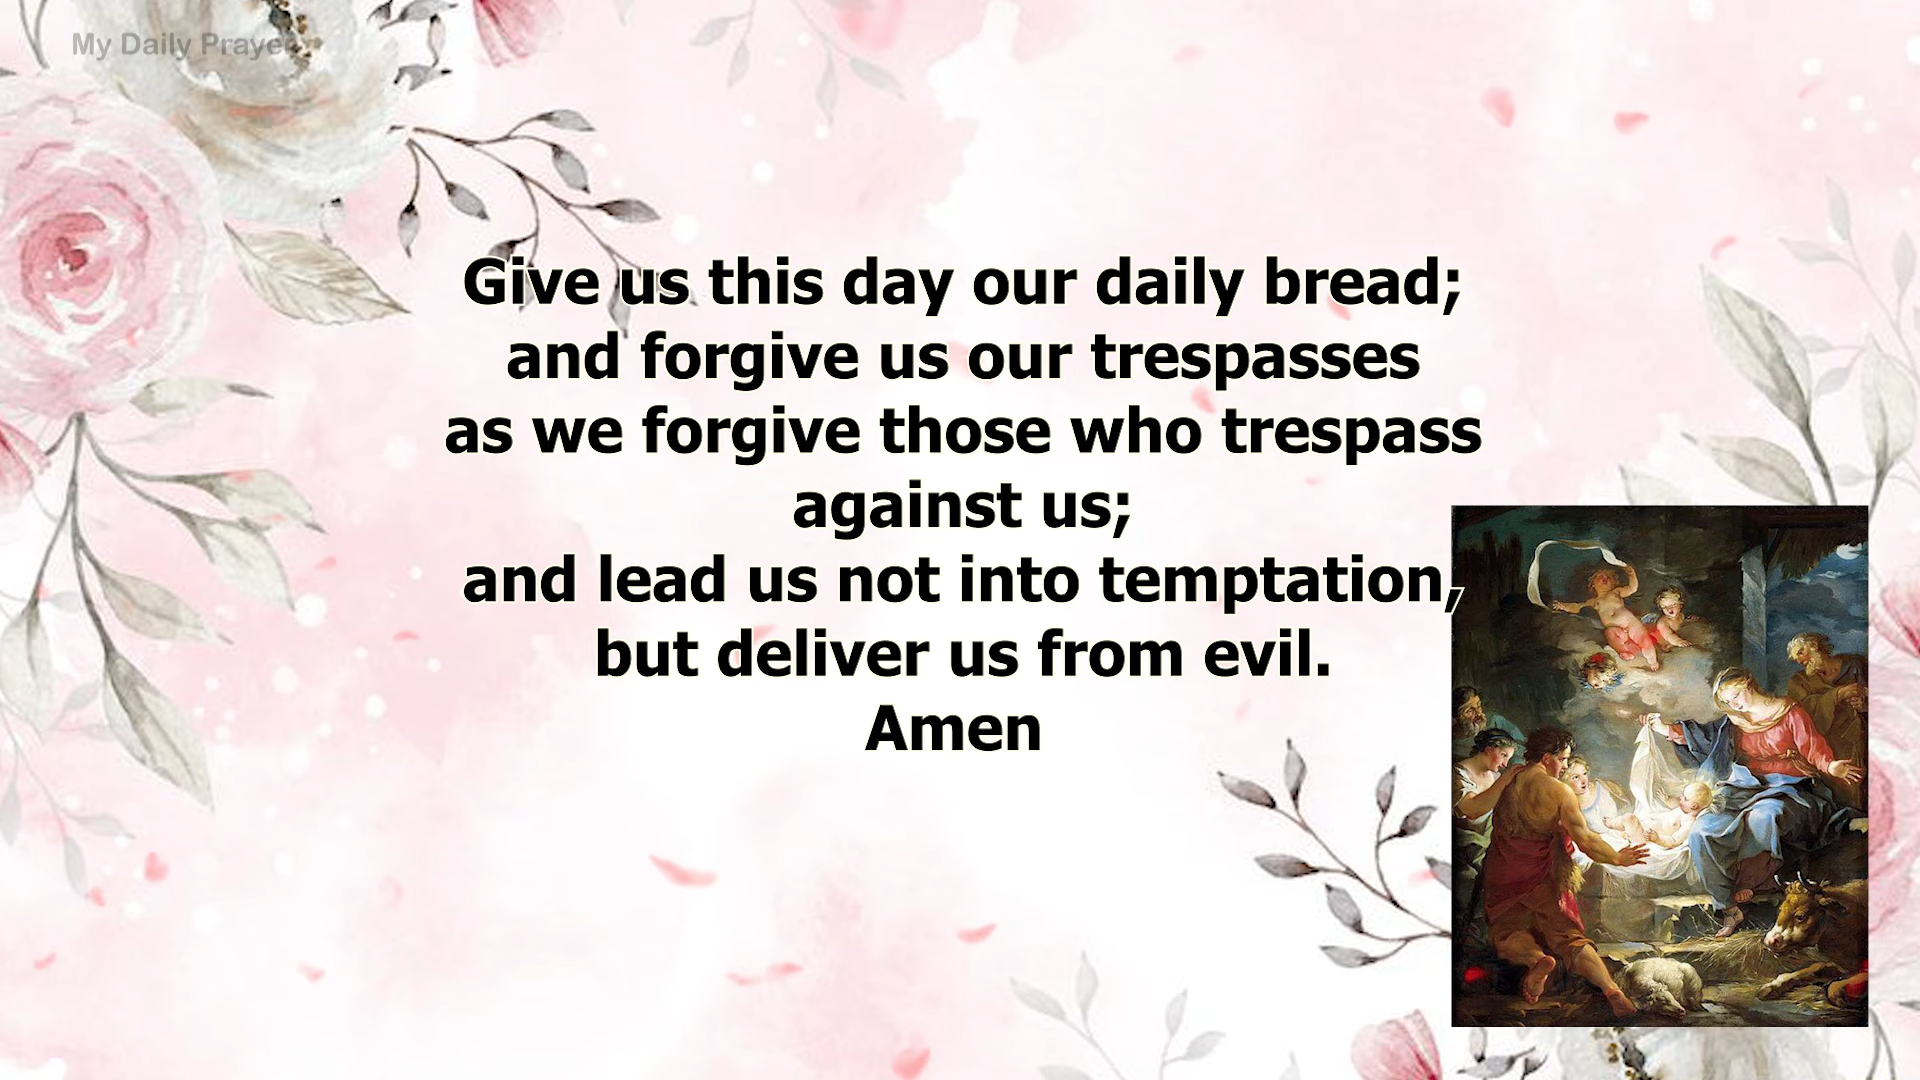 My Daily Prayer
Give us this day our daily bread;
and forgive us our trespasses
as we forgive those who trespass
against us;
and lead us not into temptation,
but deliver us from evil.
Amen